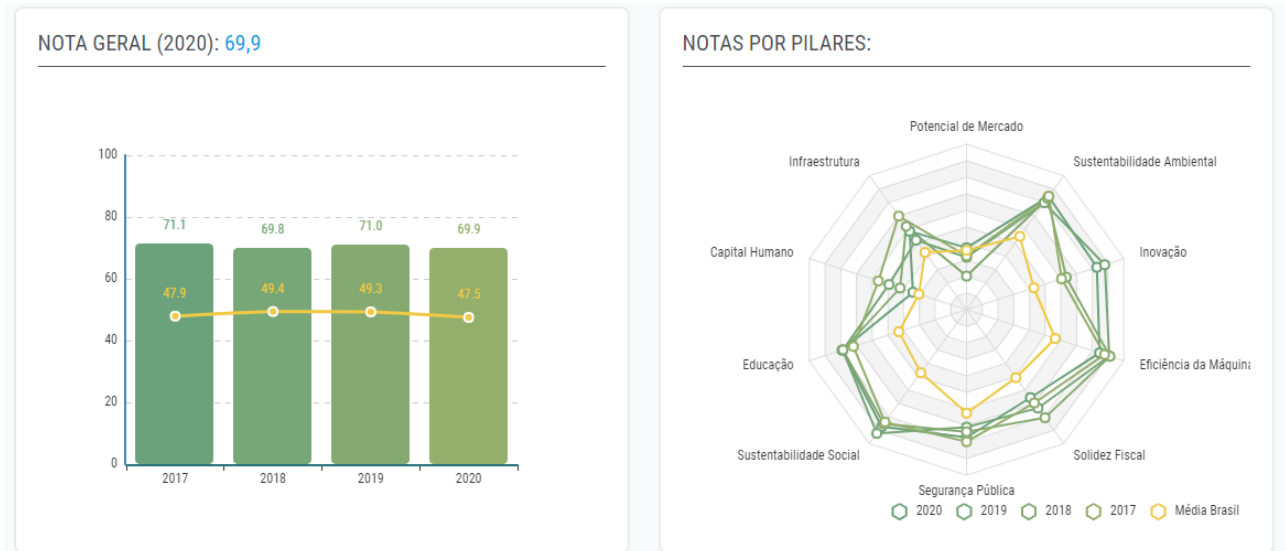 NOTA GERAL (2020): 69,9
100
80
60
40
20
0
71.1
69.8
71.0
69.9
47.9
49.4
49.3
47.5
2017
2018
2019
2020
NOTAS POR PILARES:
Potencial de Mercado
Infraestrutura
Sustentabilidade Ambiental
Capital Humano
Inovação
Educação
Eficiência da Máquina
Sustentabilidade Social
Solidez Fiscal
Segurança Pública
2020 2019 2018 2017 Média Brasil